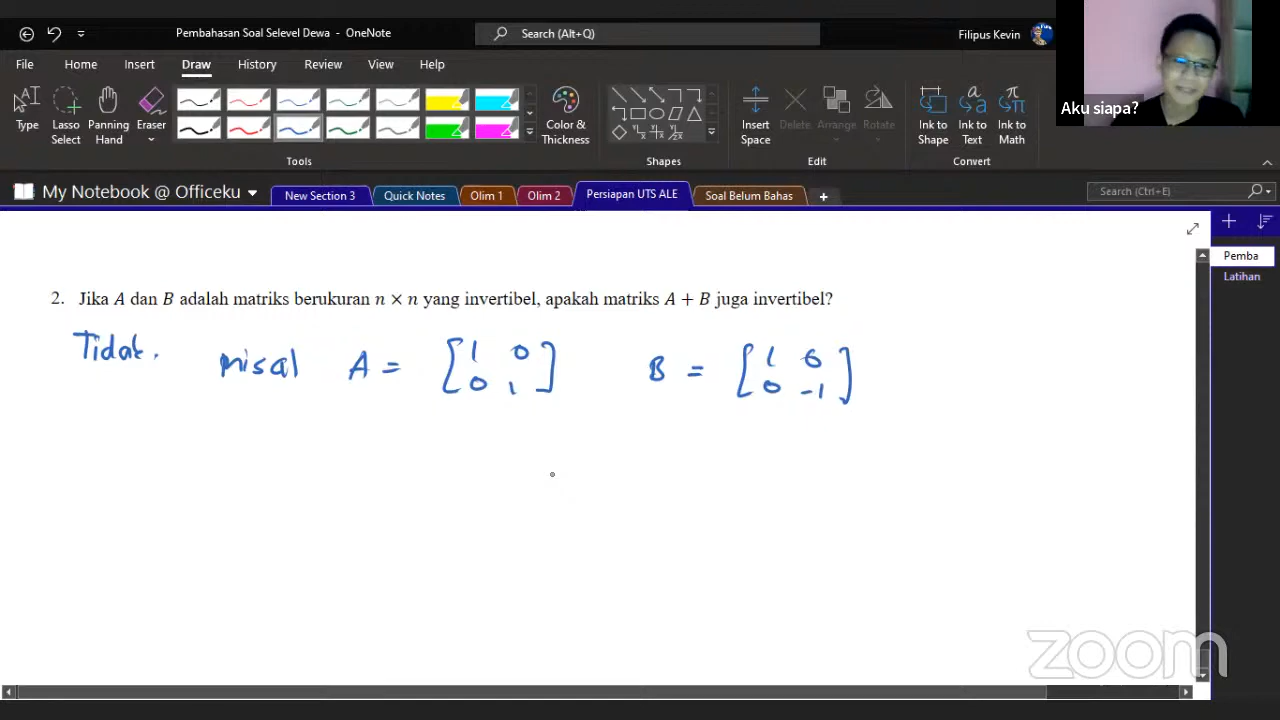 Pembahasan Soal Selevel Dewa - OneNote
Search (Alt+Q)
Filipus Kevin
Aku siapa?
File Home Insert Draw History Review View Help
Type Lasso Select Panning Hand Eraser
Color & Thickness
Insert Space Delete Arrange Rotate
Ink to Shape Ink to Text Ink to Math
Tools Shapes Edit Convert
My Notebook @ Officeku New Section 3 Quick Notes Olim 1 Olim 2 Persiapan UTS ALE Soal Belum Bahas + Search (Ctrl+E)
Pemba
Latihan
2. Jika A dan B adalah matriks berukuran n × n yang invertibel, apakah matriks A + B juga invertibel?
Tidak. misal A = [1 0 B = [1 0
0 1] 0 -1]
zoom